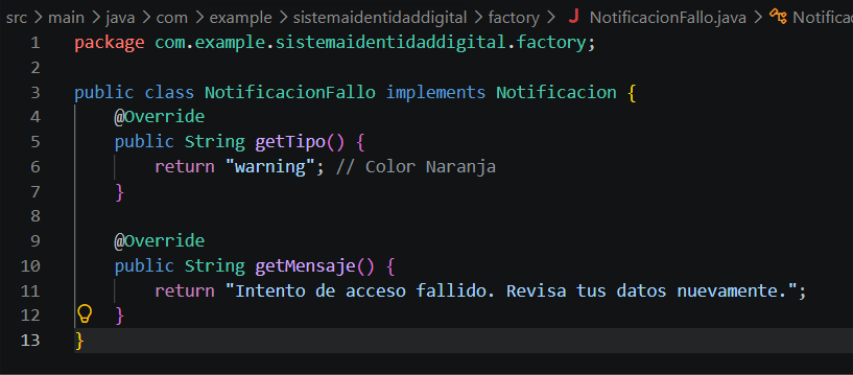 src > main > java > com > example > sistemaidentidaddigital > factory > J NotificacionFallo.java > Notificac
1 package com.example.sistemaidentidaddigital.factory;
2
3 public class NotificacionFallo implements Notificacion {
4 @Override
5 public String getTipo() {
6 return "warning"; // Color Naranja
7 }
8
9 @Override
10 public String getMensaje() {
11 return "Intento de acceso fallido. Revisa tus datos nuevamente.";
12 }
13 }